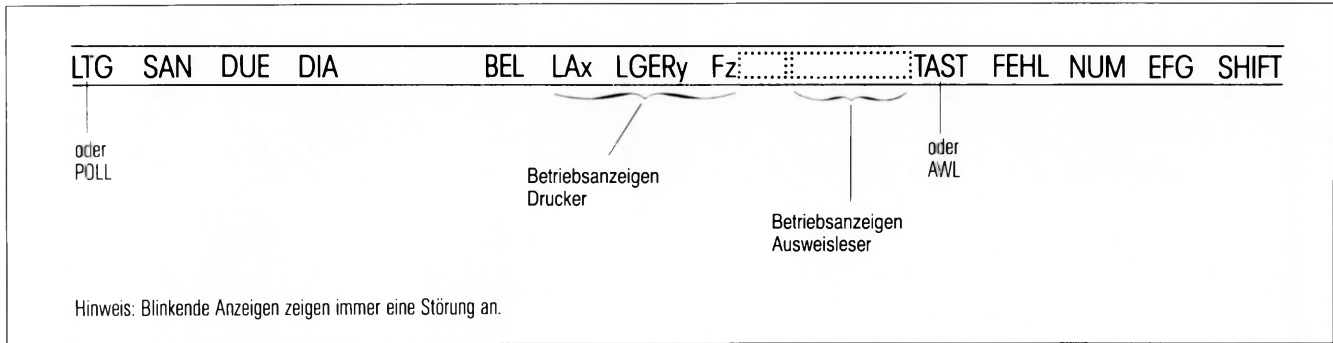 LTG SAN DUE DIA BEL LAx LGERy Fz TAST FEHL NUM EFG SHIFT
oder
POLL
oder
AWL
Betriebsanzeigen
Drucker
Betriebsanzeigen
Ausweisleser
Hinweis: Blinkende Anzeigen zeigen immer eine Störung an.